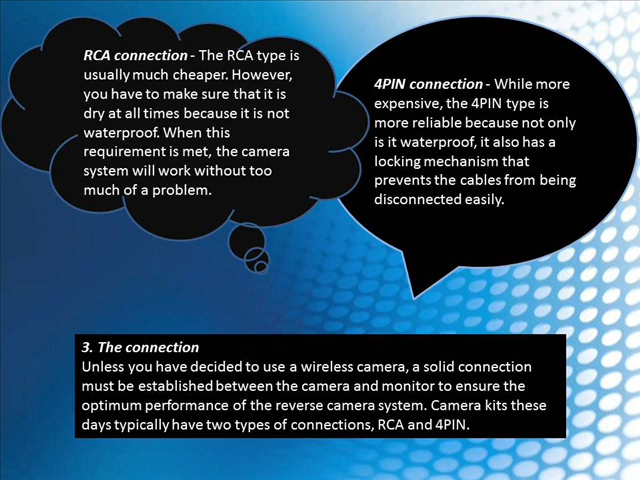 RCA connection - The RCA type is
usually much cheaper. However,
you have to make sure that it is
dry at all times because it is not
waterproof. When this
requirement is met, the camera
system will work without too
much of a problem.
4PIN connection - While more
expensive, the 4PIN type is
more reliable because not only
is it waterproof, it also has a
locking mechanism that
prevents the cables from being
disconnected easily.
3. The connection
Unless you have decided to use a wireless camera, a solid connection
must be established between the camera and monitor to ensure the
optimum performance of the reverse camera system. Camera kits these
days typically have two types of connections, RCA and 4PIN.